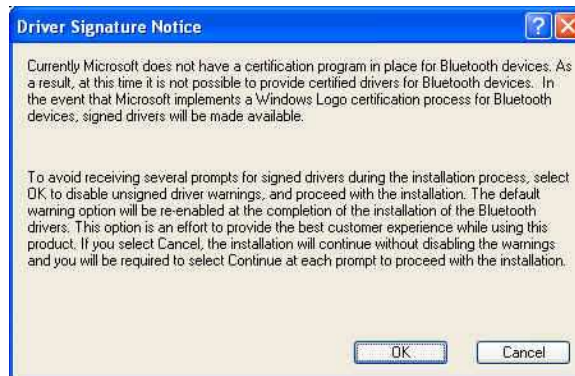 Driver Signature Notice
Currently Microsoft does not have a certification program in place for Bluetooth devices. As
a result, at this time it is not possible to provide certified drivers for Bluetooth devices. In
the event that Microsoft implements a Windows Logo certification process for Bluetooth
devices, signed drivers will be made available.
To avoid receiving several prompts for signed drivers during the installation process, select
OK to disable unsigned driver warnings, and proceed with the installation. The default
warning option will be re-enabled at the completion of the installation of the Bluetooth
drivers. This option is an effort to provide the best customer experience while using this
product. If you select Cancel, the installation will continue without disabling the warnings
and you will be required to select Continue at each prompt to proceed with the installation.
OK Cancel